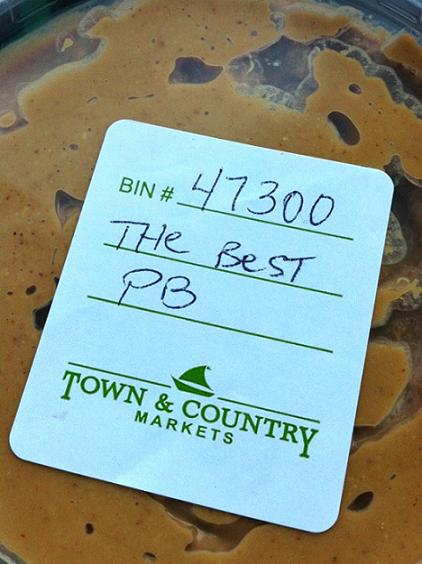 BIN # 47300
THe BeST
PB
TOWN & COUNTRY
MARKETS